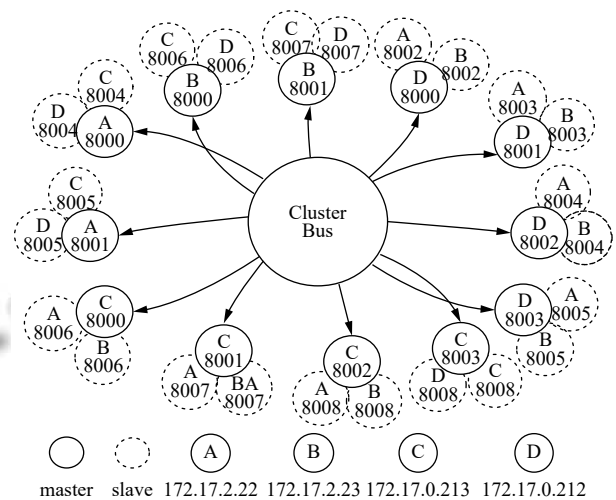 C
8006
D
8006
B
8000
C
8007
D
8007
B
8001
A
8002
B
8002
D
8000
C
8004
D
8004
A
8000
A
8003
B
8003
D
8001
C
8005
D
8005
A
8001
Cluster
Bus
A
8004
B
8004
D
8002
A
8006
C
8000
B
8006
D
8003
A
8005
B
8005
C
8001
A
8007
BA
8007
C
8002
A
8008
B
8008
C
8003
D
8008
C
8008
A
B
C
D
master
slave
172.17.2.22
172.17.2.23
172.17.0.213
172.17.0.212